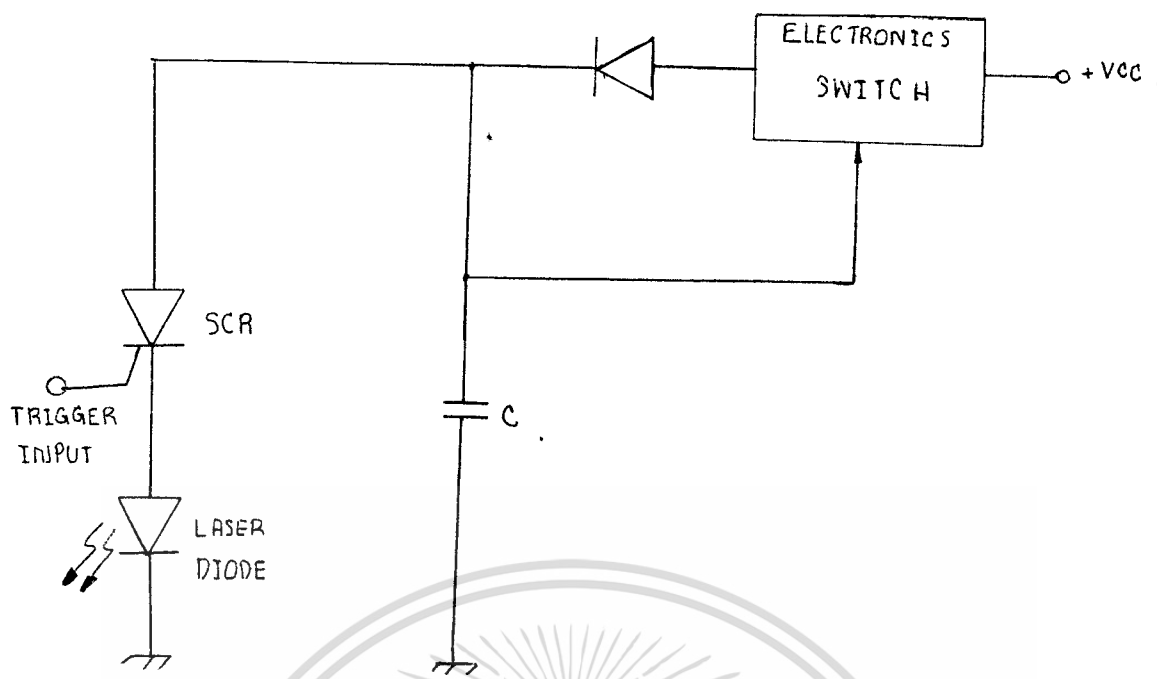 ELECTRONICS
SWITCH
+ VCC
SCR
TRIGGER
INPUT
C
LASER
DIODE